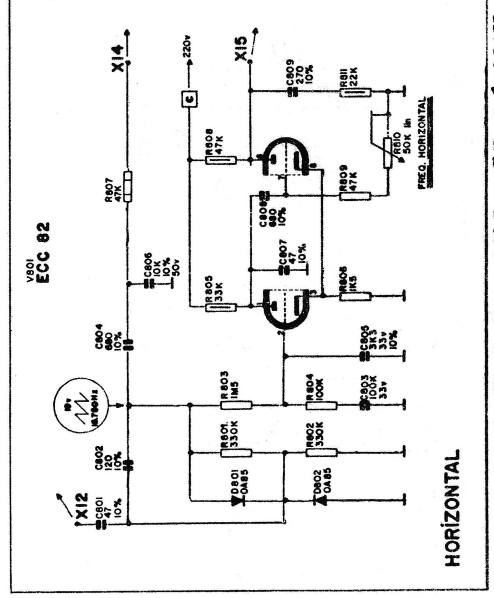 V801
ECC 82
X12
C801
47
10%
C802
120
10%
10v
C804
680
10%
C806
10K
10%
50v
R807
47K
X14
R801
330K
R803
1M5
R805
33K
R808
47K
C
220v
X15
D801
OA85
D802
OA85
R802
330K
R804
100K
C803
100K
33v
C805
3K3
33v
10%
C807
47
10%
C808
680
10%
R806
1K5
R809
47K
C809
270
10%
R811
22K
R810
50K lin
FREQ. HORIZONTAL
2
3
HORİZONTAL